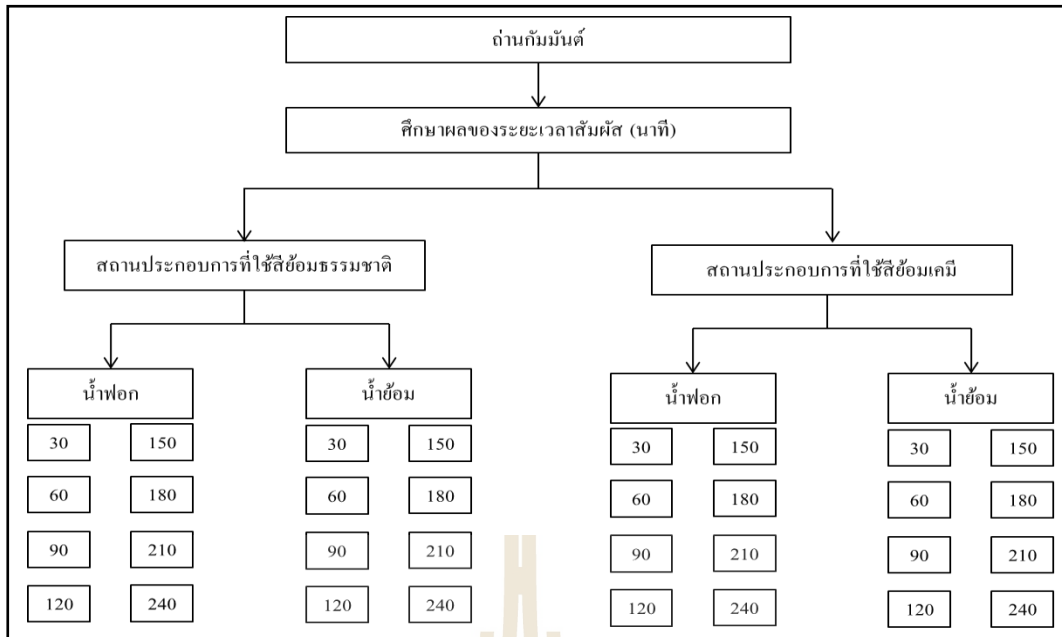 ถ่านกัมมันต์
ศึกษาผลของระยะเวลาสัมผัส (นาที)
สถานประกอบการที่ใช้สีย้อมธรรมชาติ
สถานประกอบการที่ใช้สีย้อมเคมี
น้ำฟอก
น้ำย้อม
น้ำฟอก
น้ำย้อม
30 150 30 150 30 150 30 150
60 180 60 180 60 180 60 180
90 210 90 210 90 210 90 210
120 240 120 240 120 240 120 240